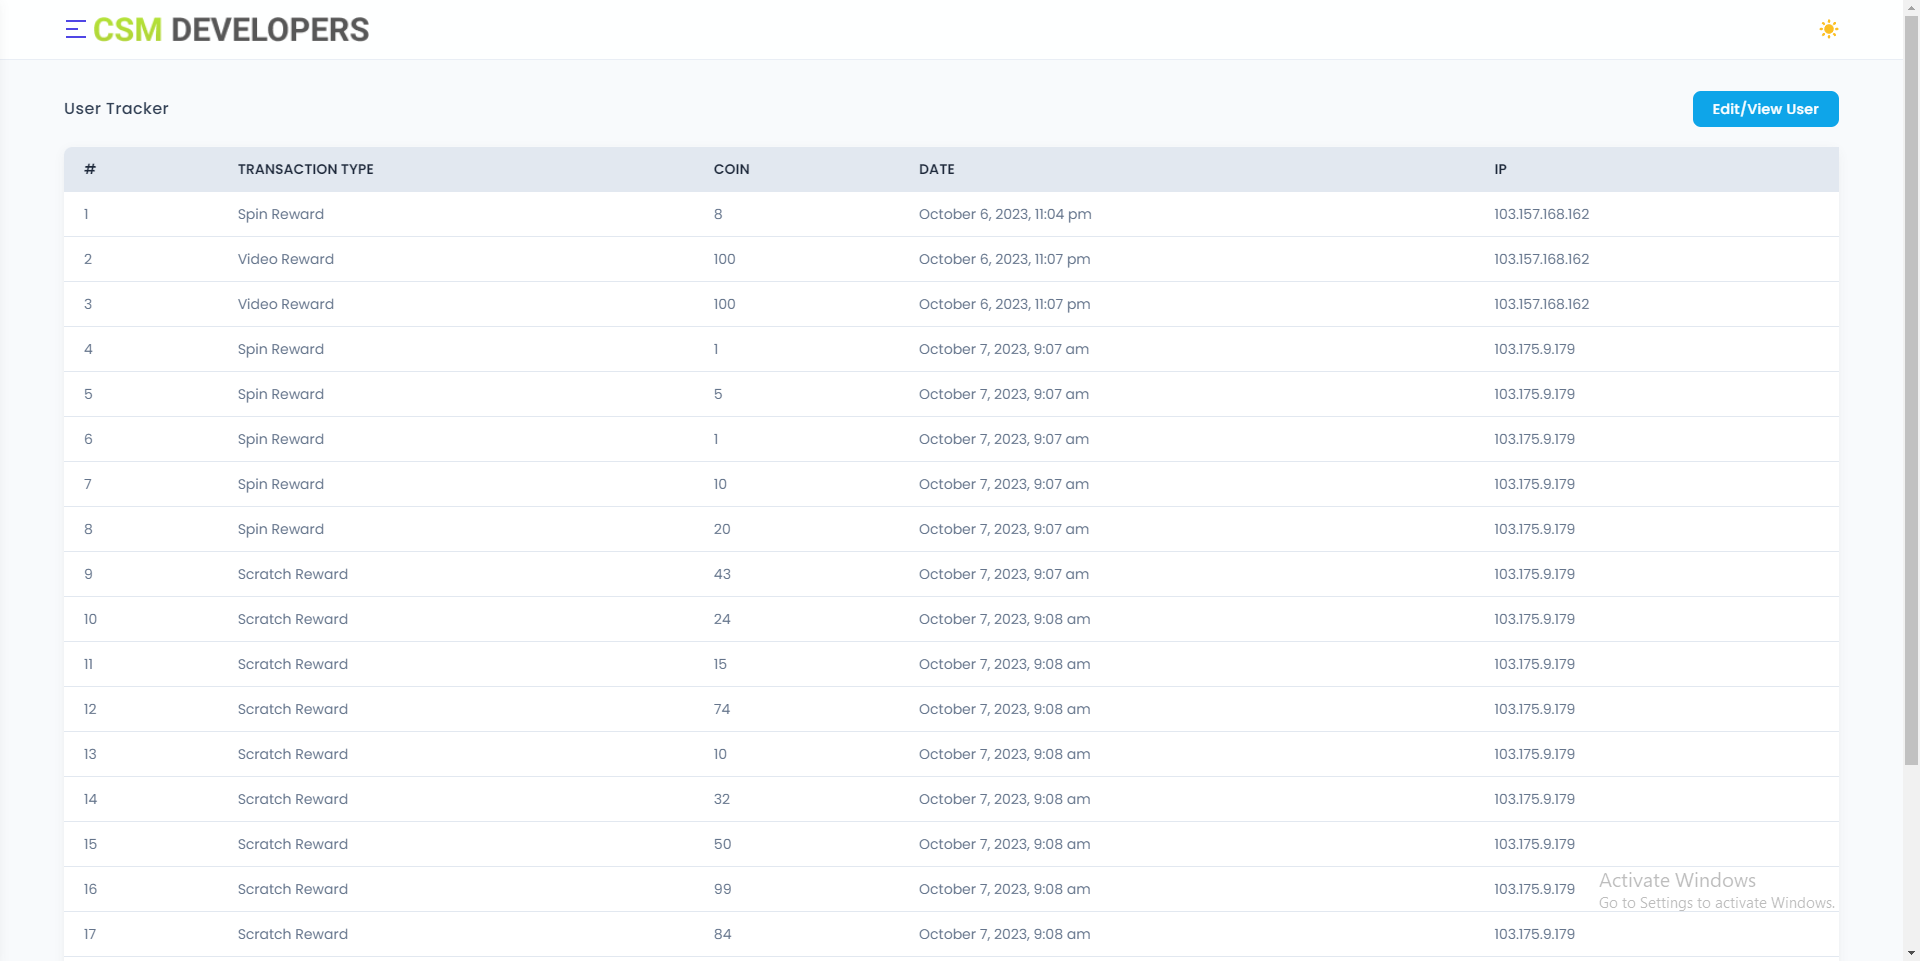 CSM DEVELOPERS
User Tracker
Edit/View User
# TRANSACTION TYPE COIN DATE IP
1 Spin Reward 8 October 6, 2023, 11:04 pm 103.157.168.162
2 Video Reward 100 October 6, 2023, 11:07 pm 103.157.168.162
3 Video Reward 100 October 6, 2023, 11:07 pm 103.157.168.162
4 Spin Reward 1 October 7, 2023, 9:07 am 103.175.9.179
5 Spin Reward 5 October 7, 2023, 9:07 am 103.175.9.179
6 Spin Reward 1 October 7, 2023, 9:07 am 103.175.9.179
7 Spin Reward 10 October 7, 2023, 9:07 am 103.175.9.179
8 Spin Reward 20 October 7, 2023, 9:07 am 103.175.9.179
9 Scratch Reward 43 October 7, 2023, 9:07 am 103.175.9.179
10 Scratch Reward 24 October 7, 2023, 9:08 am 103.175.9.179
11 Scratch Reward 15 October 7, 2023, 9:08 am 103.175.9.179
12 Scratch Reward 74 October 7, 2023, 9:08 am 103.175.9.179
13 Scratch Reward 10 October 7, 2023, 9:08 am 103.175.9.179
14 Scratch Reward 32 October 7, 2023, 9:08 am 103.175.9.179
15 Scratch Reward 50 October 7, 2023, 9:08 am 103.175.9.179
16 Scratch Reward 99 October 7, 2023, 9:08 am 103.175.9.179
Activate Windows
Go to Settings to activate Windows.
17 Scratch Reward 84 October 7, 2023, 9:08 am 103.175.9.179